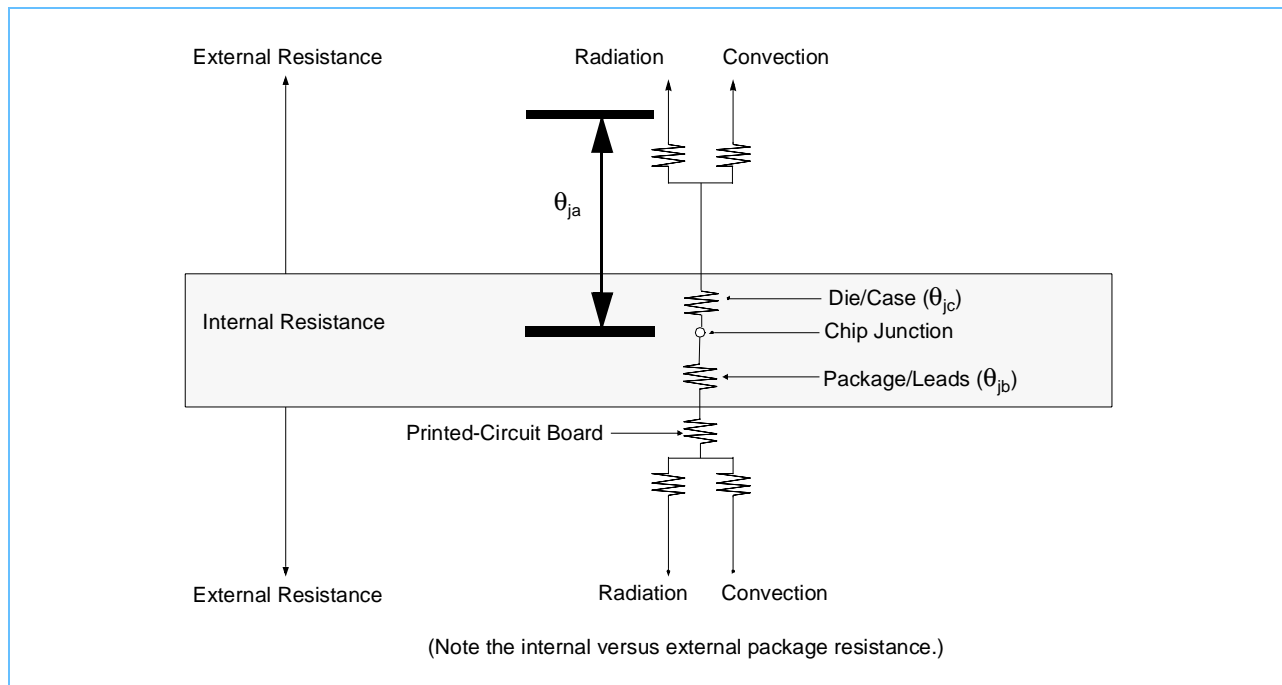 External Resistance
Radiation
Convection
θja
Die/Case (θjc)
Internal Resistance
Chip Junction
Package/Leads (θjb)
Printed-Circuit Board
External Resistance
Radiation
Convection
(Note the internal versus external package resistance.)